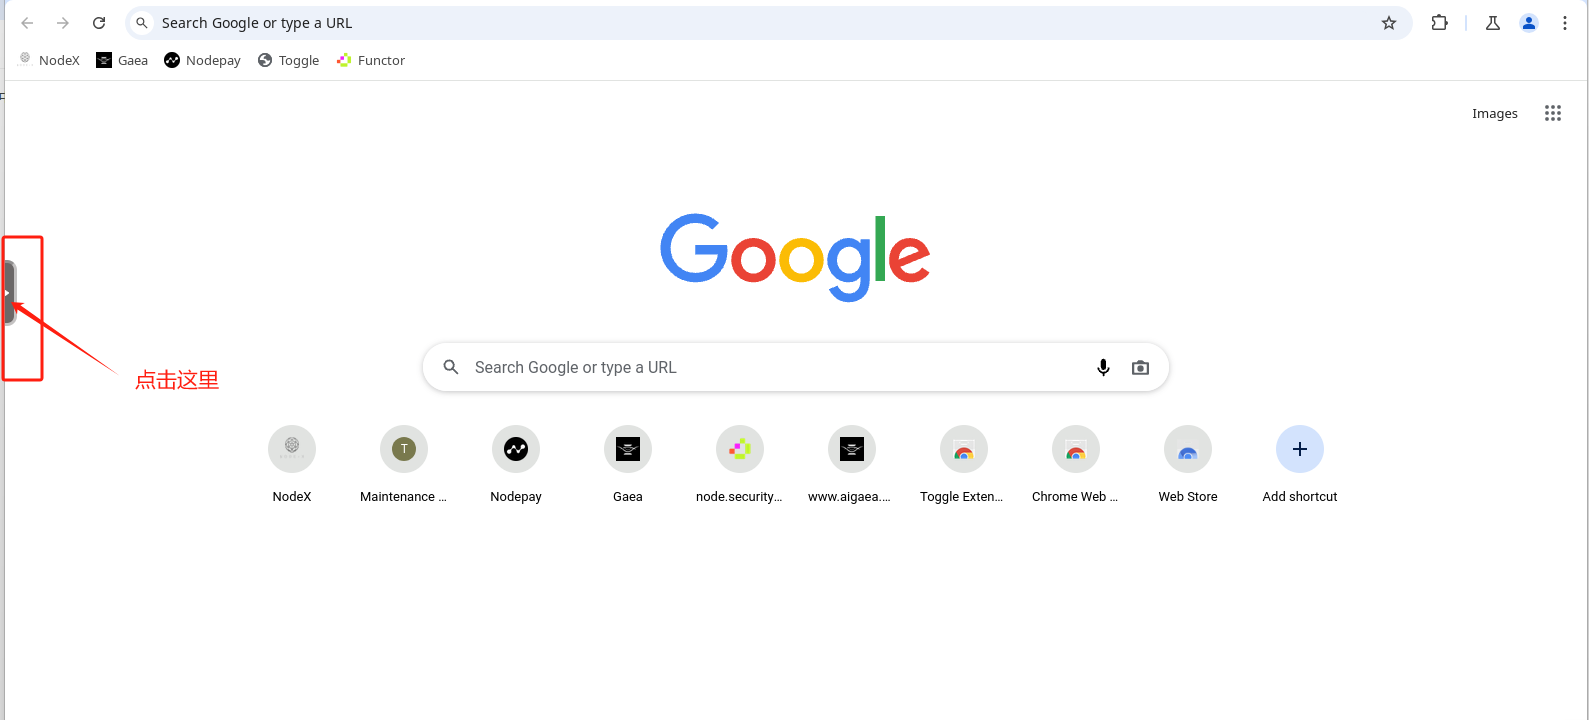 Search Google or type a URL
NodeX
Gaea
Nodepay
Toggle
Functor
Images
Google
Search Google or type a URL
点击这里
T
NodeX
Maintenance ...
Nodepay
Gaea
node.security...
www.aigaea....
Toggle Exten...
Chrome Web ...
Web Store
Add shortcut